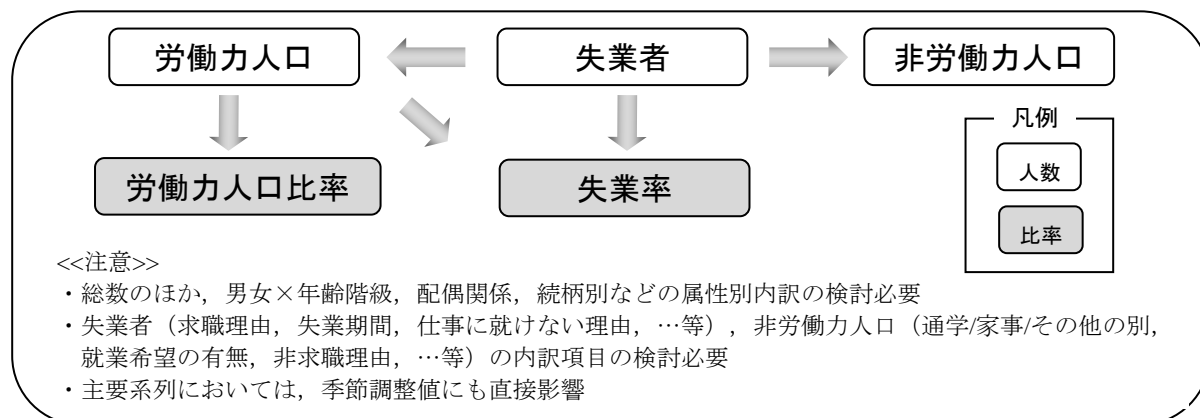 労働力人口
失業者
非労働力人口
労働力人口比率
失業率
凡例
人数
比率
<<注意>>
・総数のほか，男女×年齢階級，配偶関係，続柄別などの属性別内訳の検討必要
・失業者（求職理由，失業期間，仕事に就けない理由，…等），非労働力人口（通学/家事/その他の別，
就業希望の有無，非求職理由，…等）の内訳項目の検討必要
・主要系列においては，季節調整値にも直接影響